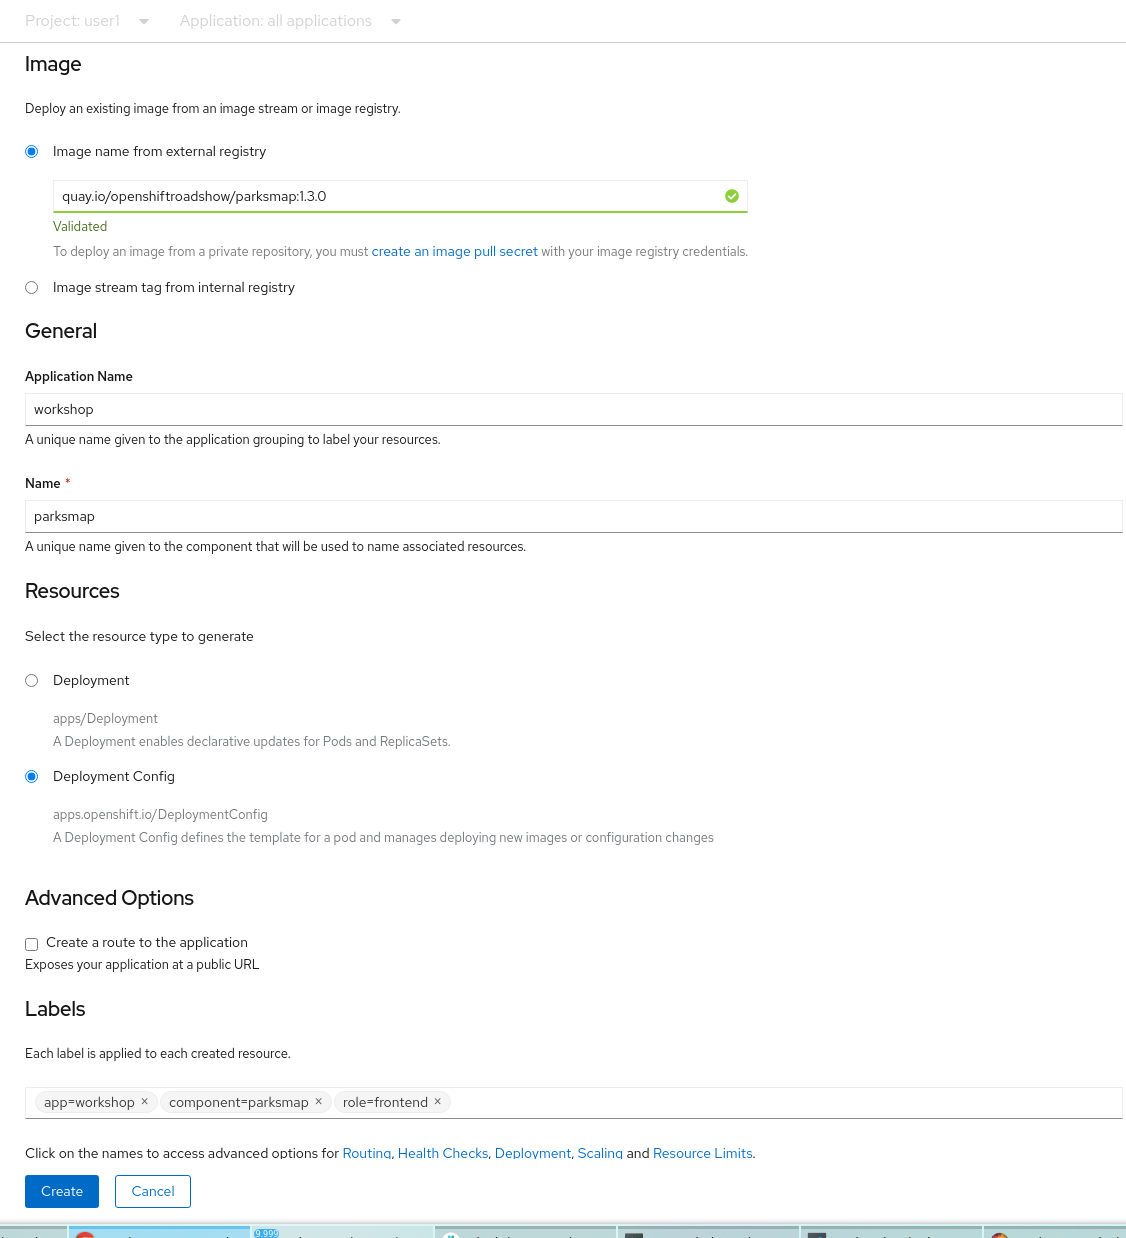 Project: user1 Application: all applications
Image
Deploy an existing image from an image stream or image registry.
Image name from external registry
quay.io/openshiftroadshow/parksmap:1.3.0
Validated
To deploy an image from a private repository, you must create an image pull secret with your image registry credentials.
Image stream tag from internal registry
General
Application Name
workshop
A unique name given to the application grouping to label your resources.
Name *
parksmap
A unique name given to the component that will be used to name associated resources.
Resources
Select the resource type to generate
Deployment
apps/Deployment
A Deployment enables declarative updates for Pods and ReplicaSets.
Deployment Config
apps.openshift.io/DeploymentConfig
A Deployment Config defines the template for a pod and manages deploying new images or configuration changes
Advanced Options
Create a route to the application
Exposes your application at a public URL
Labels
Each label is applied to each created resource.
app=workshop × component=parksmap × role=frontend ×
Click on the names to access advanced options for Routing, Health Checks, Deployment, Scaling and Resource Limits.
Create Cancel
9,999